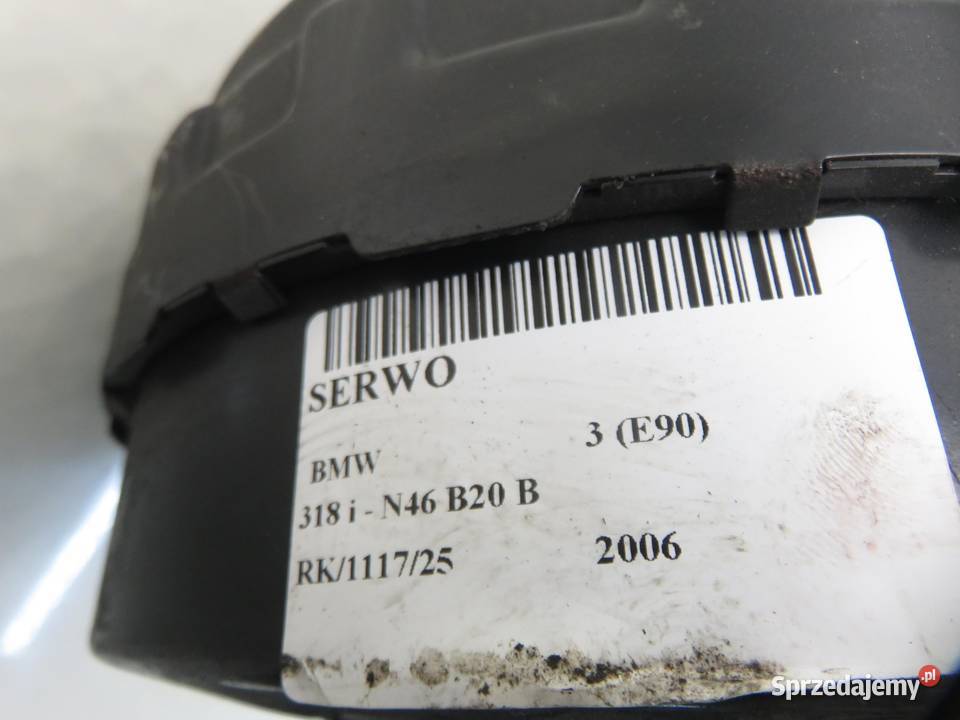 SERWO
BMW 3 (E90)
318 i - N46 B20 B
RK/1117/25 2006
Sprzedajemy.pl